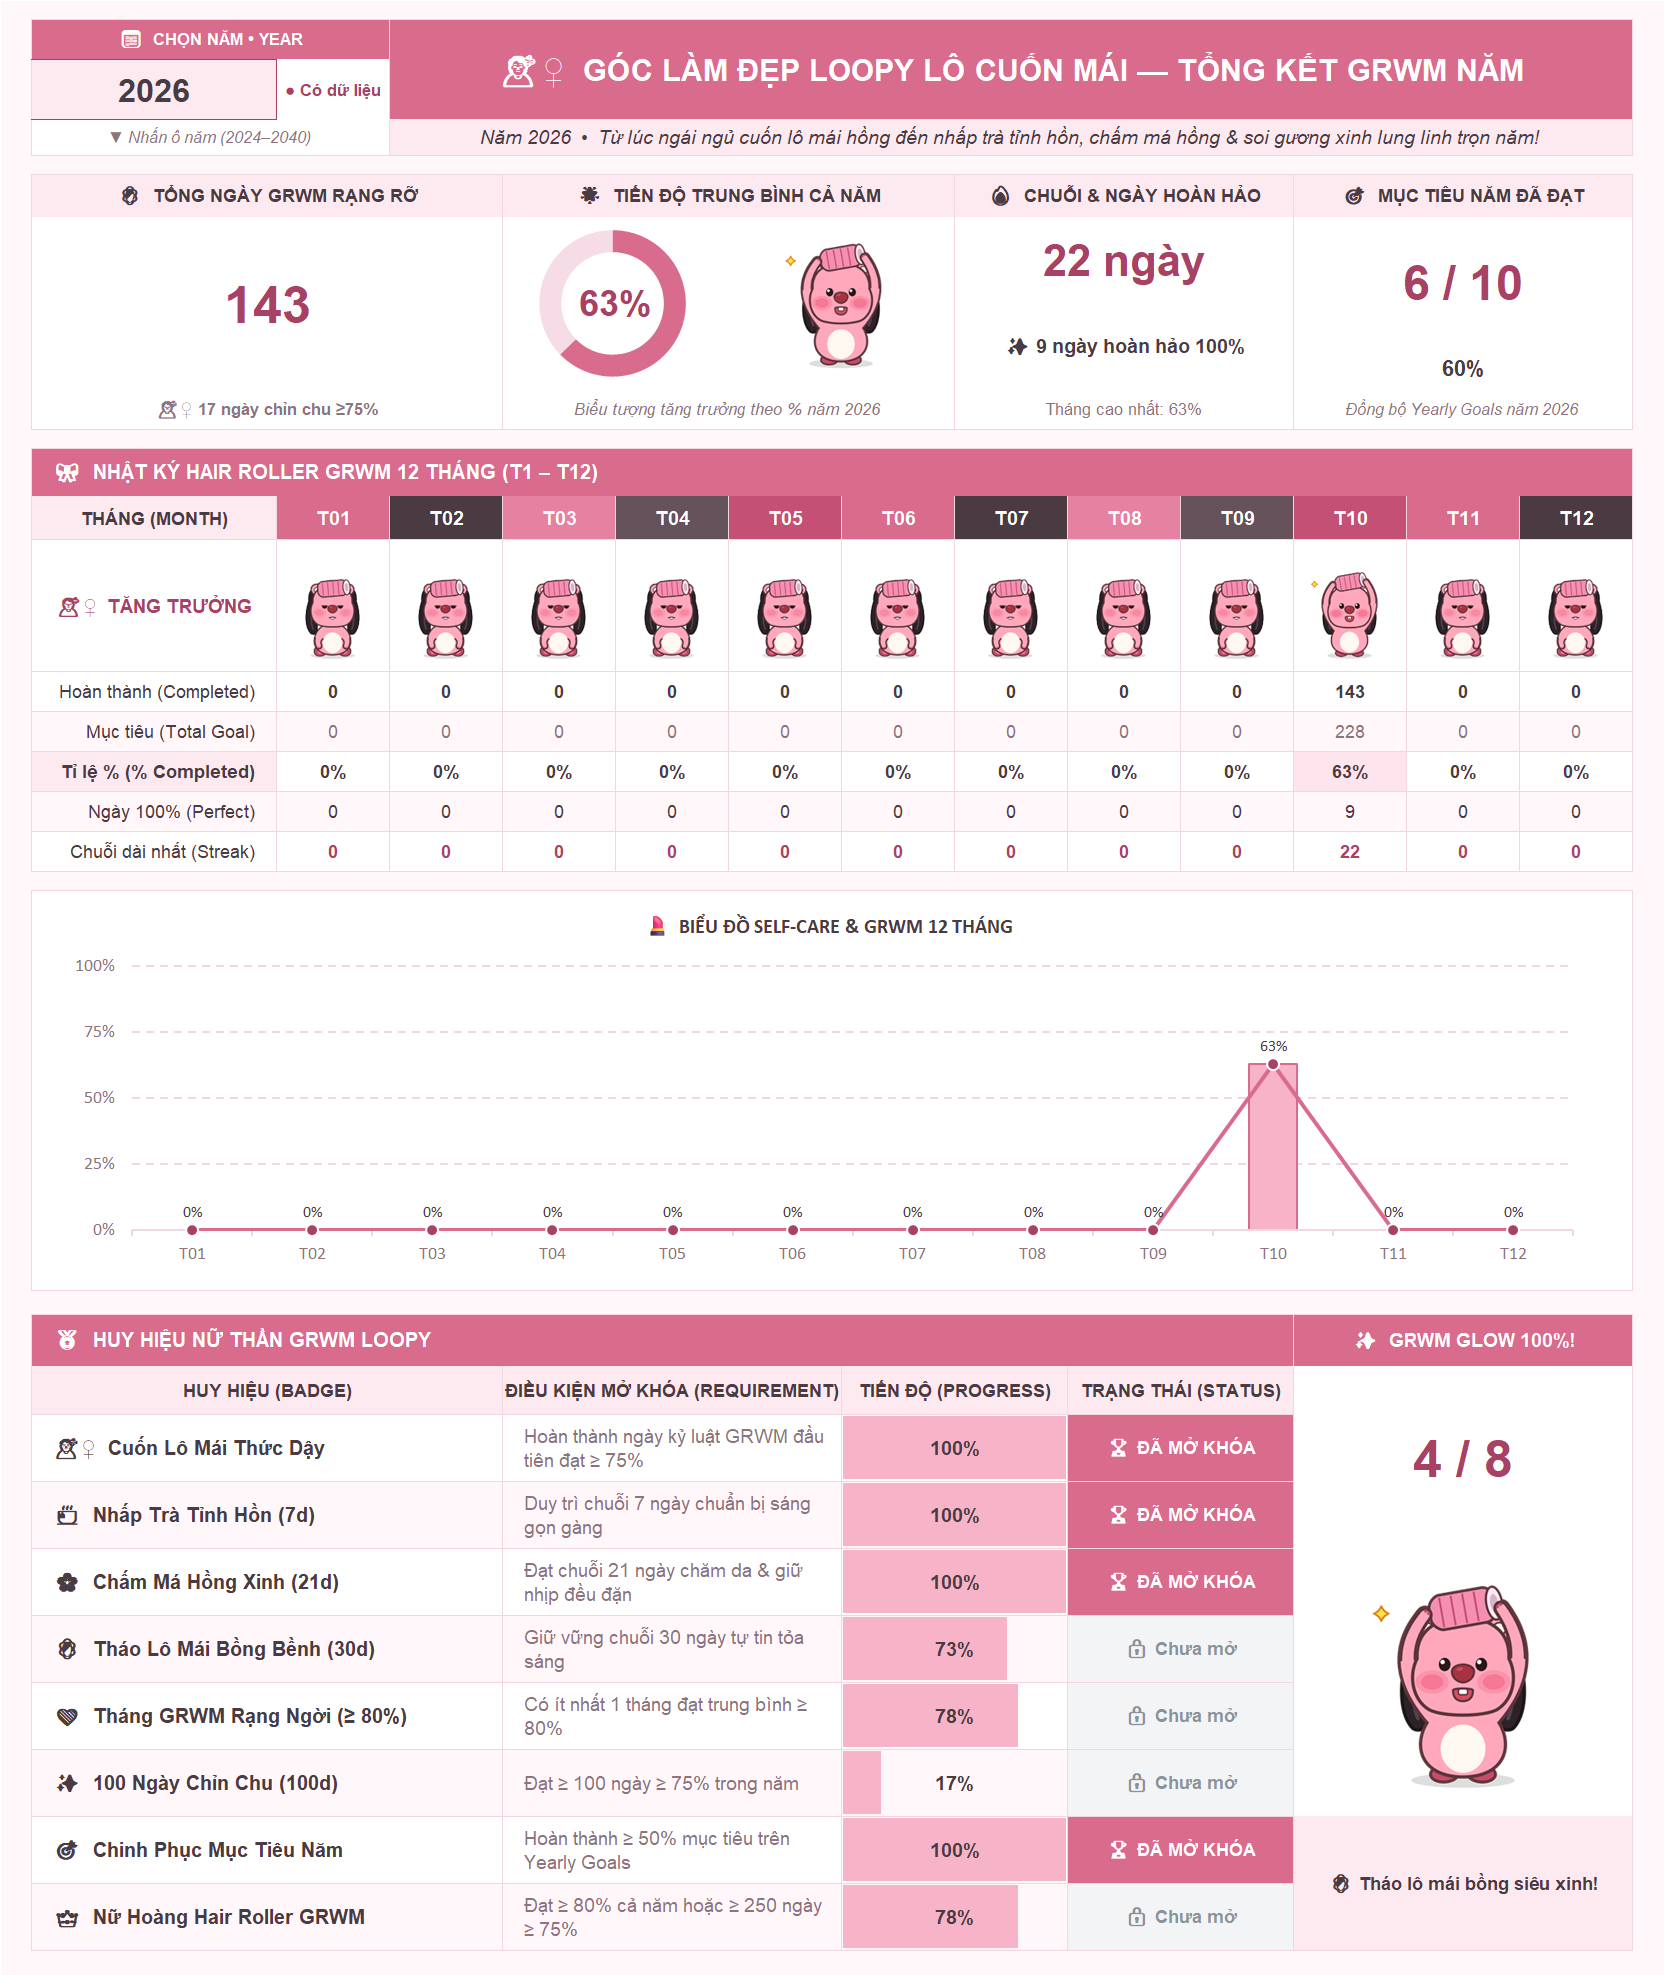 CHỌN NĂM • YEAR
2026
● Có dữ liệu
▼ Nhấn ô năm (2024–2040)
GÓC LÀM ĐẸP LOOPY LÔ CUỐN MÁI — TỔNG KẾT GRWM NĂM
Năm 2026 • Từ lúc ngái ngủ cuốn lô mái hồng đến nhấp trà tỉnh hồn, chấm má hồng & soi gương xinh lung linh trọn năm!
TỔNG NGÀY GRWM RẠNG RỠ
143
17 ngày chỉn chu ≥75%
TIẾN ĐỘ TRUNG BÌNH CẢ NĂM
63%
Biểu tượng tăng trưởng theo % năm 2026
CHUỖI & NGÀY HOÀN HẢO
22 ngày
9 ngày hoàn hảo 100%
Tháng cao nhất: 63%
MỤC TIÊU NĂM ĐÃ ĐẠT
6 / 10
60%
Đồng bộ Yearly Goals năm 2026
NHẬT KÝ HAIR ROLLER GRWM 12 THÁNG (T1 – T12)
THÁNG (MONTH) T01 T02 T03 T04 T05 T06 T07 T08 T09 T10 T11 T12
TĂNG TRƯỞNG
Hoàn thành (Completed) 0 0 0 0 0 0 0 0 0 143 0 0
Mục tiêu (Total Goal) 0 0 0 0 0 0 0 0 0 228 0 0
Tỉ lệ % (% Completed) 0% 0% 0% 0% 0% 0% 0% 0% 0% 63% 0% 0%
Ngày 100% (Perfect) 0 0 0 0 0 0 0 0 0 9 0 0
Chuỗi dài nhất (Streak) 0 0 0 0 0 0 0 0 0 22 0 0
BIỂU ĐỒ SELF-CARE & GRWM 12 THÁNG
100%
75%
63%
50%
25%
0% 0% 0% 0% 0% 0% 0% 0% 0% 0% 0%
0%
T01 T02 T03 T04 T05 T06 T07 T08 T09 T10 T11 T12
HUY HIỆU NỮ THẦN GRWM LOOPY
HUY HIỆU (BADGE) ĐIỀU KIỆN MỞ KHÓA (REQUIREMENT) TIẾN ĐỘ (PROGRESS) TRẠNG THÁI (STATUS)
Cuốn Lô Mái Thức Dậy
Hoàn thành ngày kỷ luật GRWM đầu
tiên đạt ≥ 75%
100%
ĐÃ MỞ KHÓA
Nhấp Trà Tỉnh Hồn (7d)
Duy trì chuỗi 7 ngày chuẩn bị sáng
gọn gàng
100%
ĐÃ MỞ KHÓA
Chấm Má Hồng Xinh (21d)
Đạt chuỗi 21 ngày chăm da & giữ
nhịp đều đặn
100%
ĐÃ MỞ KHÓA
Tháo Lô Mái Bồng Bềnh (30d)
Giữ vững chuỗi 30 ngày tự tin tỏa
sáng
73%
Chưa mở
Tháng GRWM Rạng Ngời (≥ 80%)
Có ít nhất 1 tháng đạt trung bình ≥
80%
78%
Chưa mở
100 Ngày Chỉn Chu (100d)
Đạt ≥ 100 ngày ≥ 75% trong năm
17%
Chưa mở
Chinh Phục Mục Tiêu Năm
Hoàn thành ≥ 50% mục tiêu trên
Yearly Goals
100%
ĐÃ MỞ KHÓA
Nữ Hoàng Hair Roller GRWM
Đạt ≥ 80% cả năm hoặc ≥ 250 ngày
≥ 75%
78%
Chưa mở
GRWM GLOW 100%!
4 / 8
Tháo lô mái bồng siêu xinh!